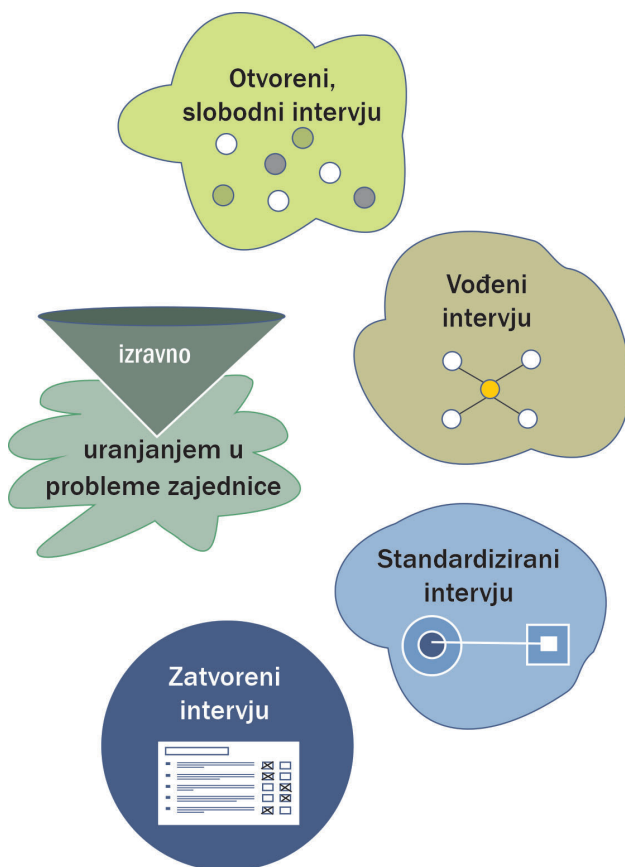 Otvoreni,
slobodni intervju
Vođeni
intervju
izravno
uranjanjem u
probleme zajednice
Standardizirani
intervju
Zatvoreni
intervju